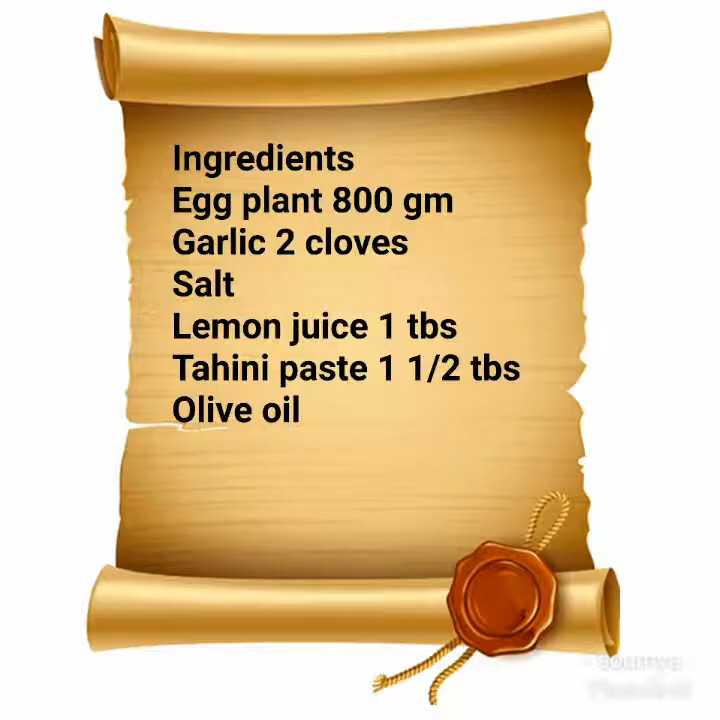 Ingredients
Egg plant 800 gm
Garlic 2 cloves
Salt
Lemon juice 1 tbs
Tahini paste 1 1/2 tbs
Olive oil